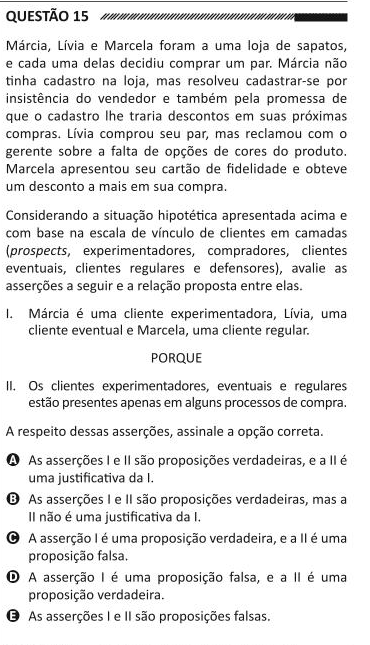 QUESTÃO 15
Márcia, Lívia e Marcela foram a uma loja de sapatos,
e cada uma delas decidiu comprar um par. Márcia não
tinha cadastro na loja, mas resolveu cadastrar-se por
insistência do vendedor e também pela promessa de
que o cadastro lhe traria descontos em suas próximas
compras. Lívia comprou seu par, mas reclamou com o
gerente sobre a falta de opções de cores do produto.
Marcela apresentou seu cartão de fidelidade e obteve
um desconto a mais em sua compra.
Considerando a situação hipotética apresentada acima e
com base na escala de vínculo de clientes em camadas
(prospects, experimentadores, compradores, clientes
eventuais, clientes regulares e defensores), avalie as
asserções a seguir e a relação proposta entre elas.
I. Márcia é uma cliente experimentadora, Lívia, uma
cliente eventual e Marcela, uma cliente regular.
PORQUE
II. Os clientes experimentadores, eventuais e regulares
estão presentes apenas em alguns processos de compra.
A respeito dessas asserções, assinale a opção correta.
A As asserções I e II são proposições verdadeiras, e a II é
uma justificativa da I.
B As asserções I e II são proposições verdadeiras, mas a
II não é uma justificativa da I.
C A asserção I é uma proposição verdadeira, e a II é uma
proposição falsa.
D A asserção I é uma proposição falsa, e a II é uma
proposição verdadeira.
E As asserções I e II são proposições falsas.